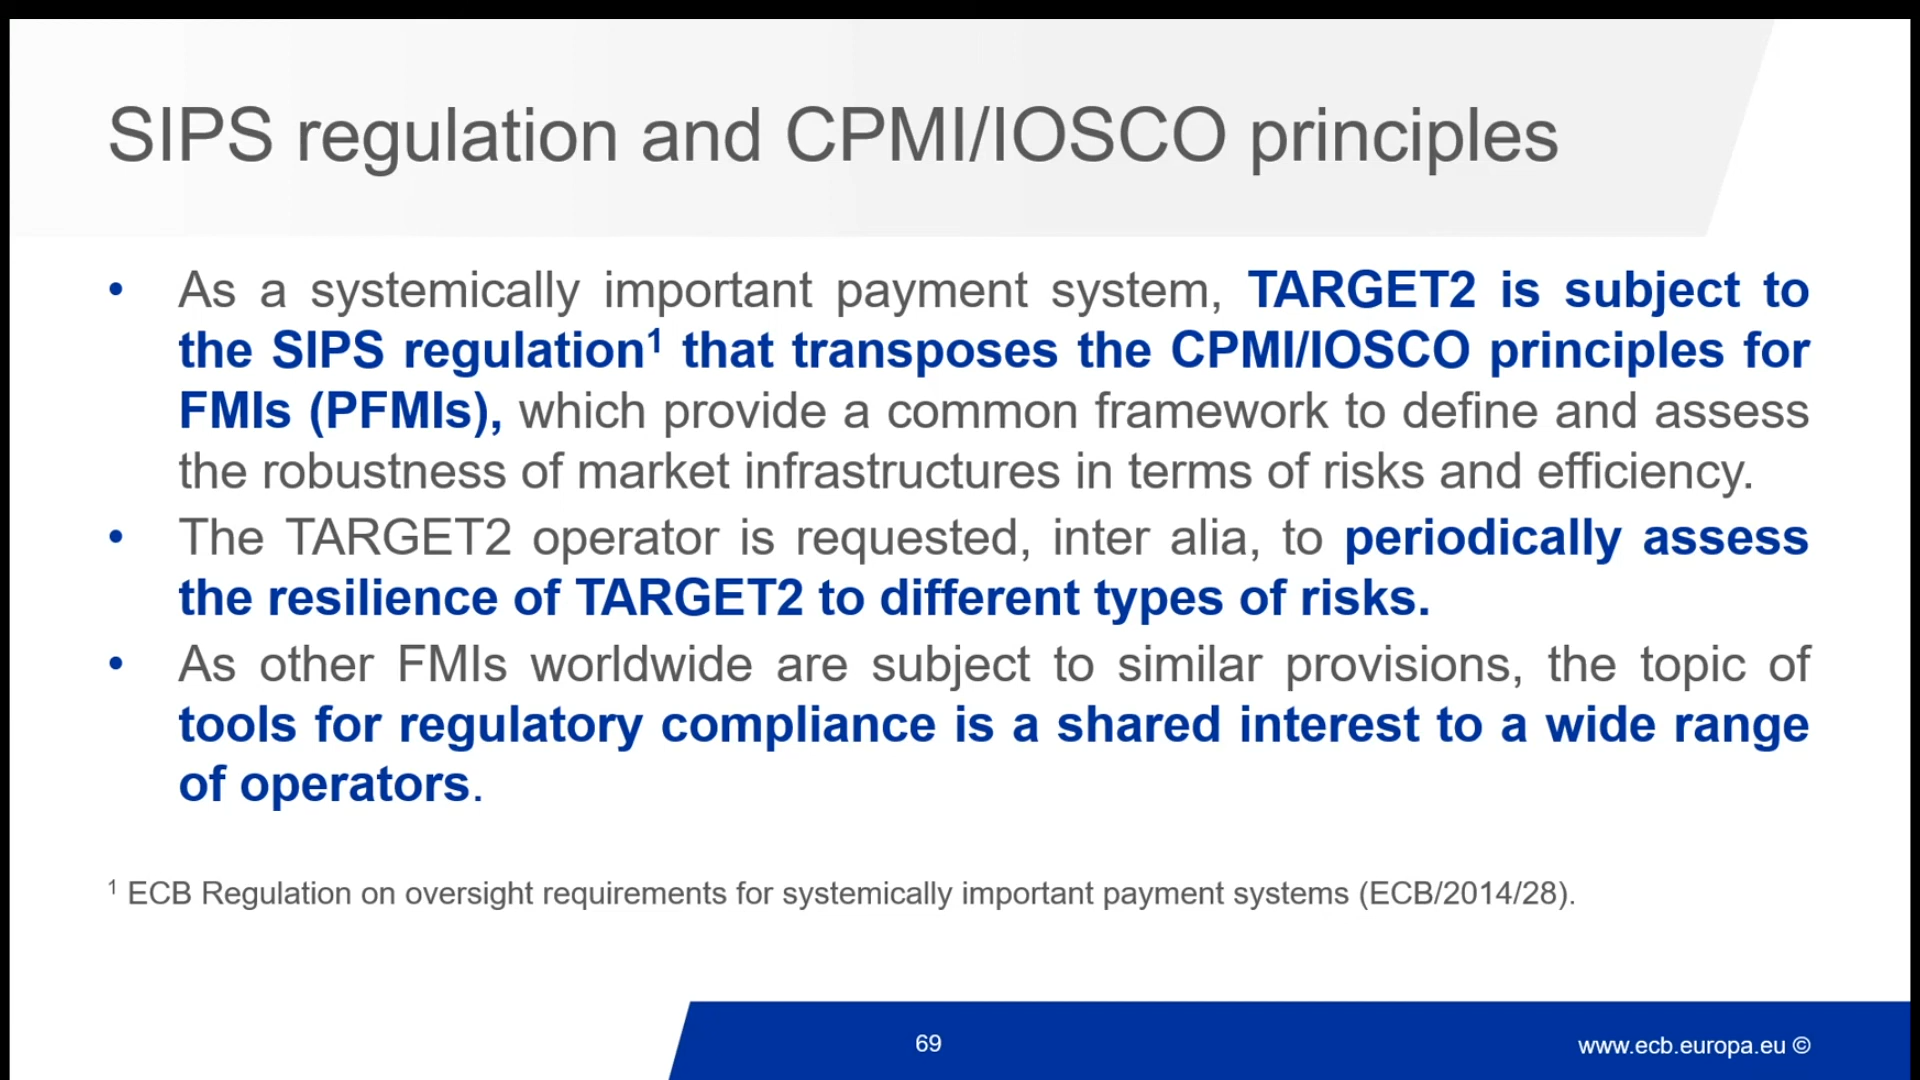 SIPS regulation and CPMI/IOSCO principles
• As a systemically important payment system, TARGET2 is subject to
the SIPS regulation¹ that transposes the CPMI/IOSCO principles for
FMIs (PFMIs), which provide a common framework to define and assess
the robustness of market infrastructures in terms of risks and efficiency.
• The TARGET2 operator is requested, inter alia, to periodically assess
the resilience of TARGET2 to different types of risks.
• As other FMIs worldwide are subject to similar provisions, the topic of
tools for regulatory compliance is a shared interest to a wide range
of operators.
¹ ECB Regulation on oversight requirements for systemically important payment systems (ECB/2014/28).
69
www.ecb.europa.eu ©